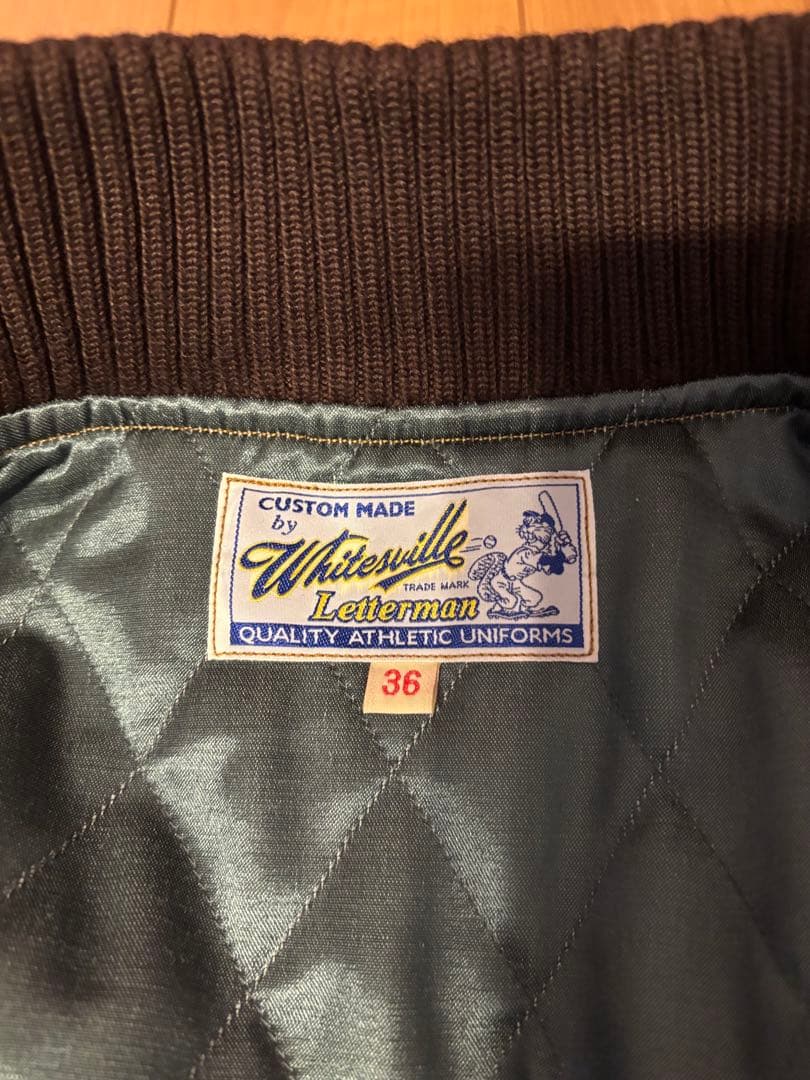 CUSTOM MADE
by
Whitesville
TRADE MARK
Letterman
QUALITY ATHLETIC UNIFORMS
36